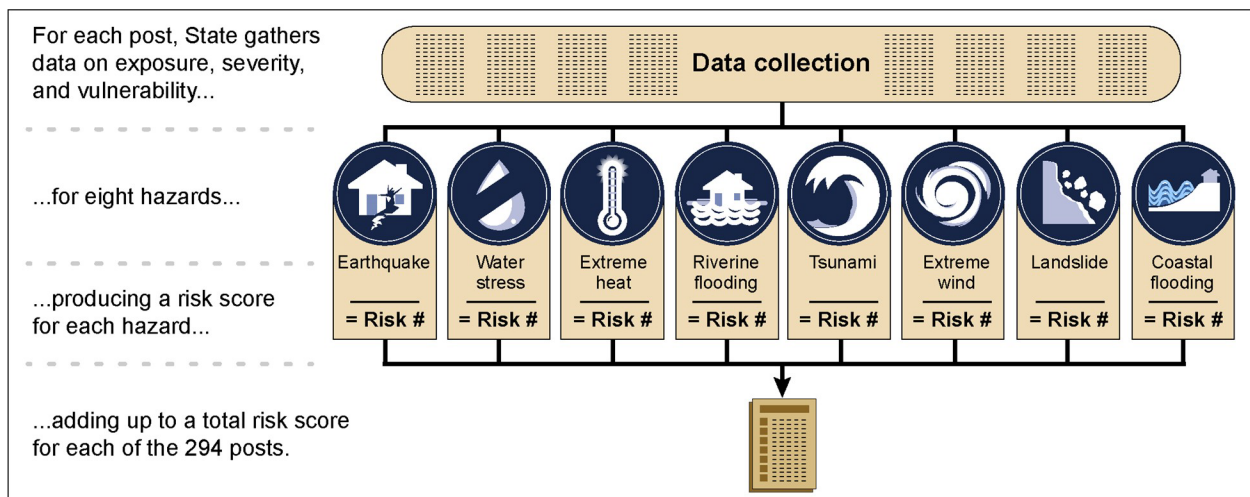 For each post, State gathers
data on exposure, severity,
and vulnerability...
Data collection
...for eight hazards...
Earthquake
Water
stress
Extreme
heat
Riverine
flooding
Tsunami
Extreme
wind
Landslide
Coastal
flooding
...producing a risk score
for each hazard...
= Risk #
= Risk #
= Risk #
= Risk #
= Risk #
= Risk #
= Risk #
= Risk #
...adding up to a total risk score
for each of the 294 posts.